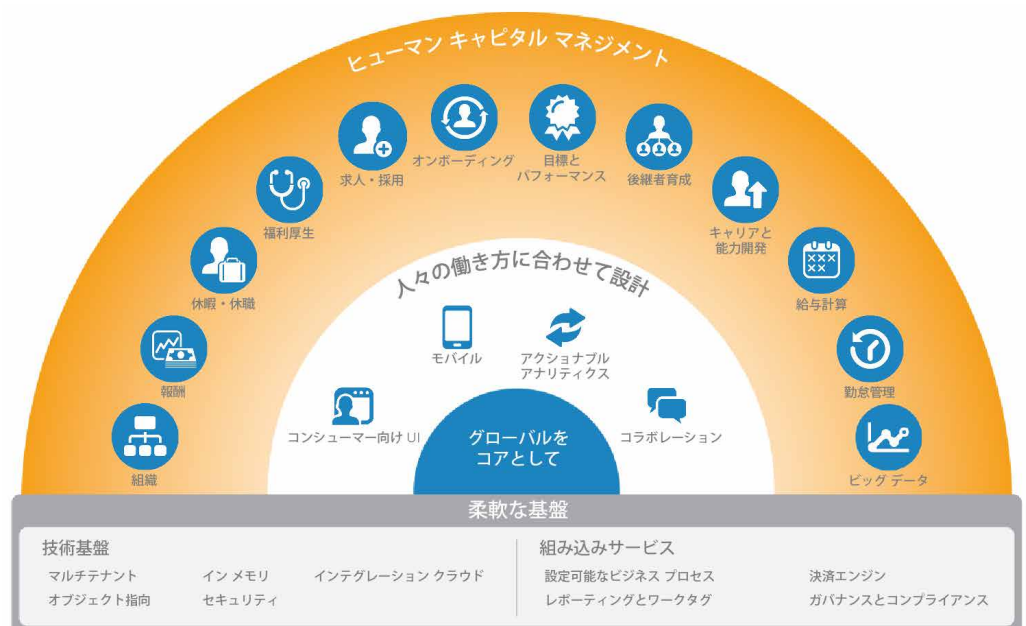 ヒューマン キャピタル マネジメント
組織
報酬
休暇・休職
福利厚生
求人・採用
オンボーディング
目標と
パフォーマンス
後継者育成
キャリアと
能力開発
給与計算
勤怠管理
ビッグ データ
人々の働き方に合わせて設計
コンシューマー向け UI
モバイル
アクショナブル
アナリティクス
コラボレーション
グローバルを
コアとして
柔軟な基盤
技術基盤
マルチテナント
イン メモリ
インテグレーション クラウド
オブジェクト指向
セキュリティ
組み込みサービス
設定可能なビジネス プロセス
決済エンジン
レポーティングとワークタグ
ガバナンスとコンプライアンス